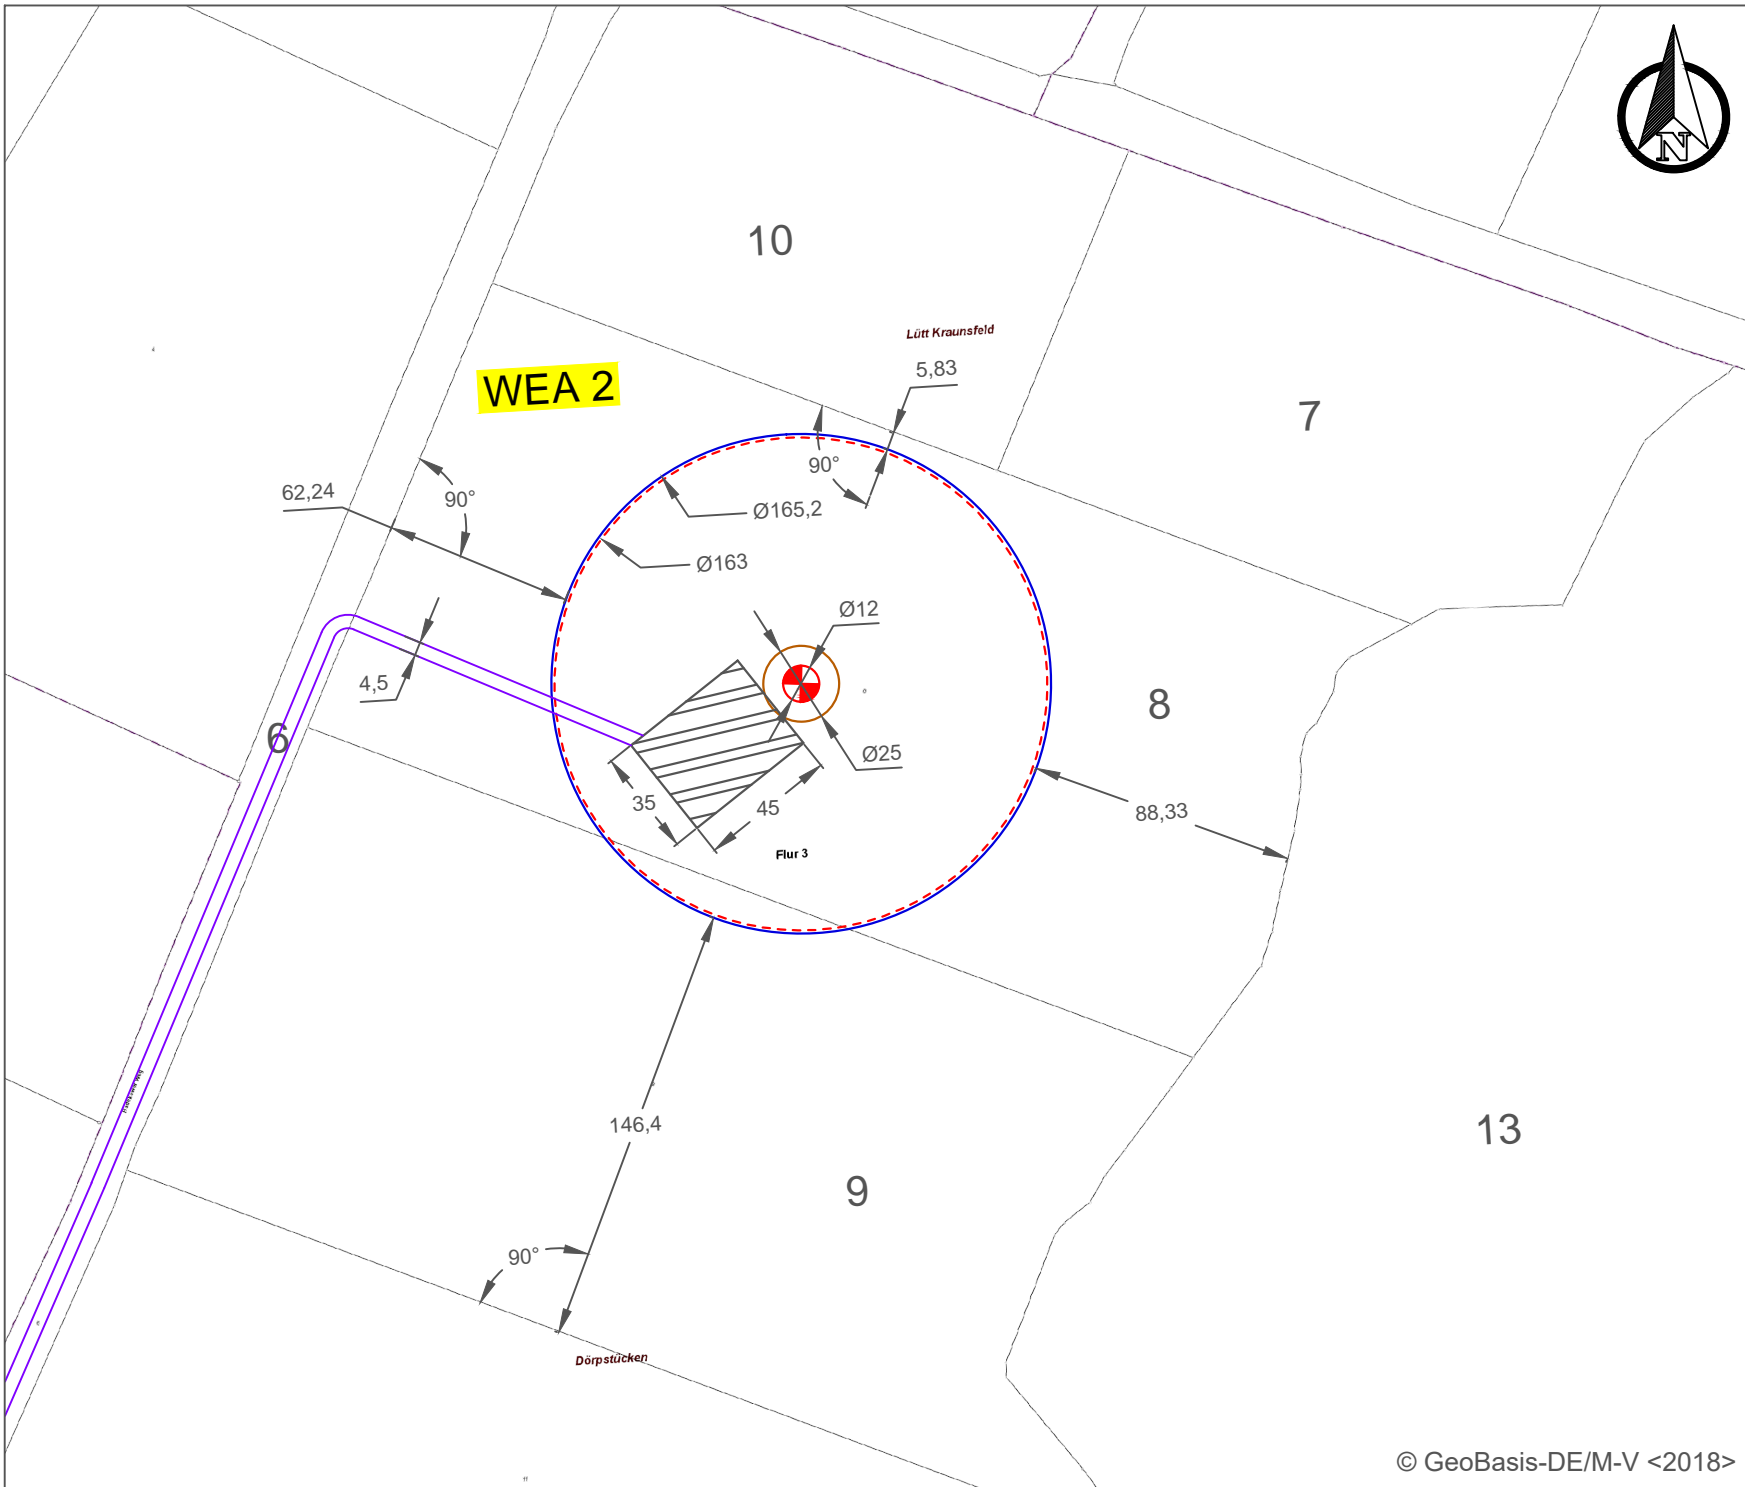 N
10
Lütt Kraunsfeld
5,83
WEA 2
7
90°
62,24
90°
Ø165,2
Ø163
Ø12
4,5
8
6
Ø25
35
45
88,33
Flur 3
146,4
13
9
90°
Dörpstücken
© GeoBasis-DE/M-V <2018>